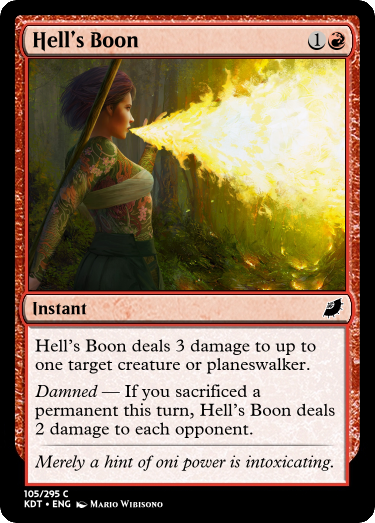 Hell's Boon 1
Instant
Hell's Boon deals 3 damage to up to
one target creature or planeswalker.
Damned — If you sacrificed a
permanent this turn, Hell's Boon deals
2 damage to each opponent.
Merely a hint of oni power is intoxicating.
105/295 C
KDT • ENG Mario Wibisono